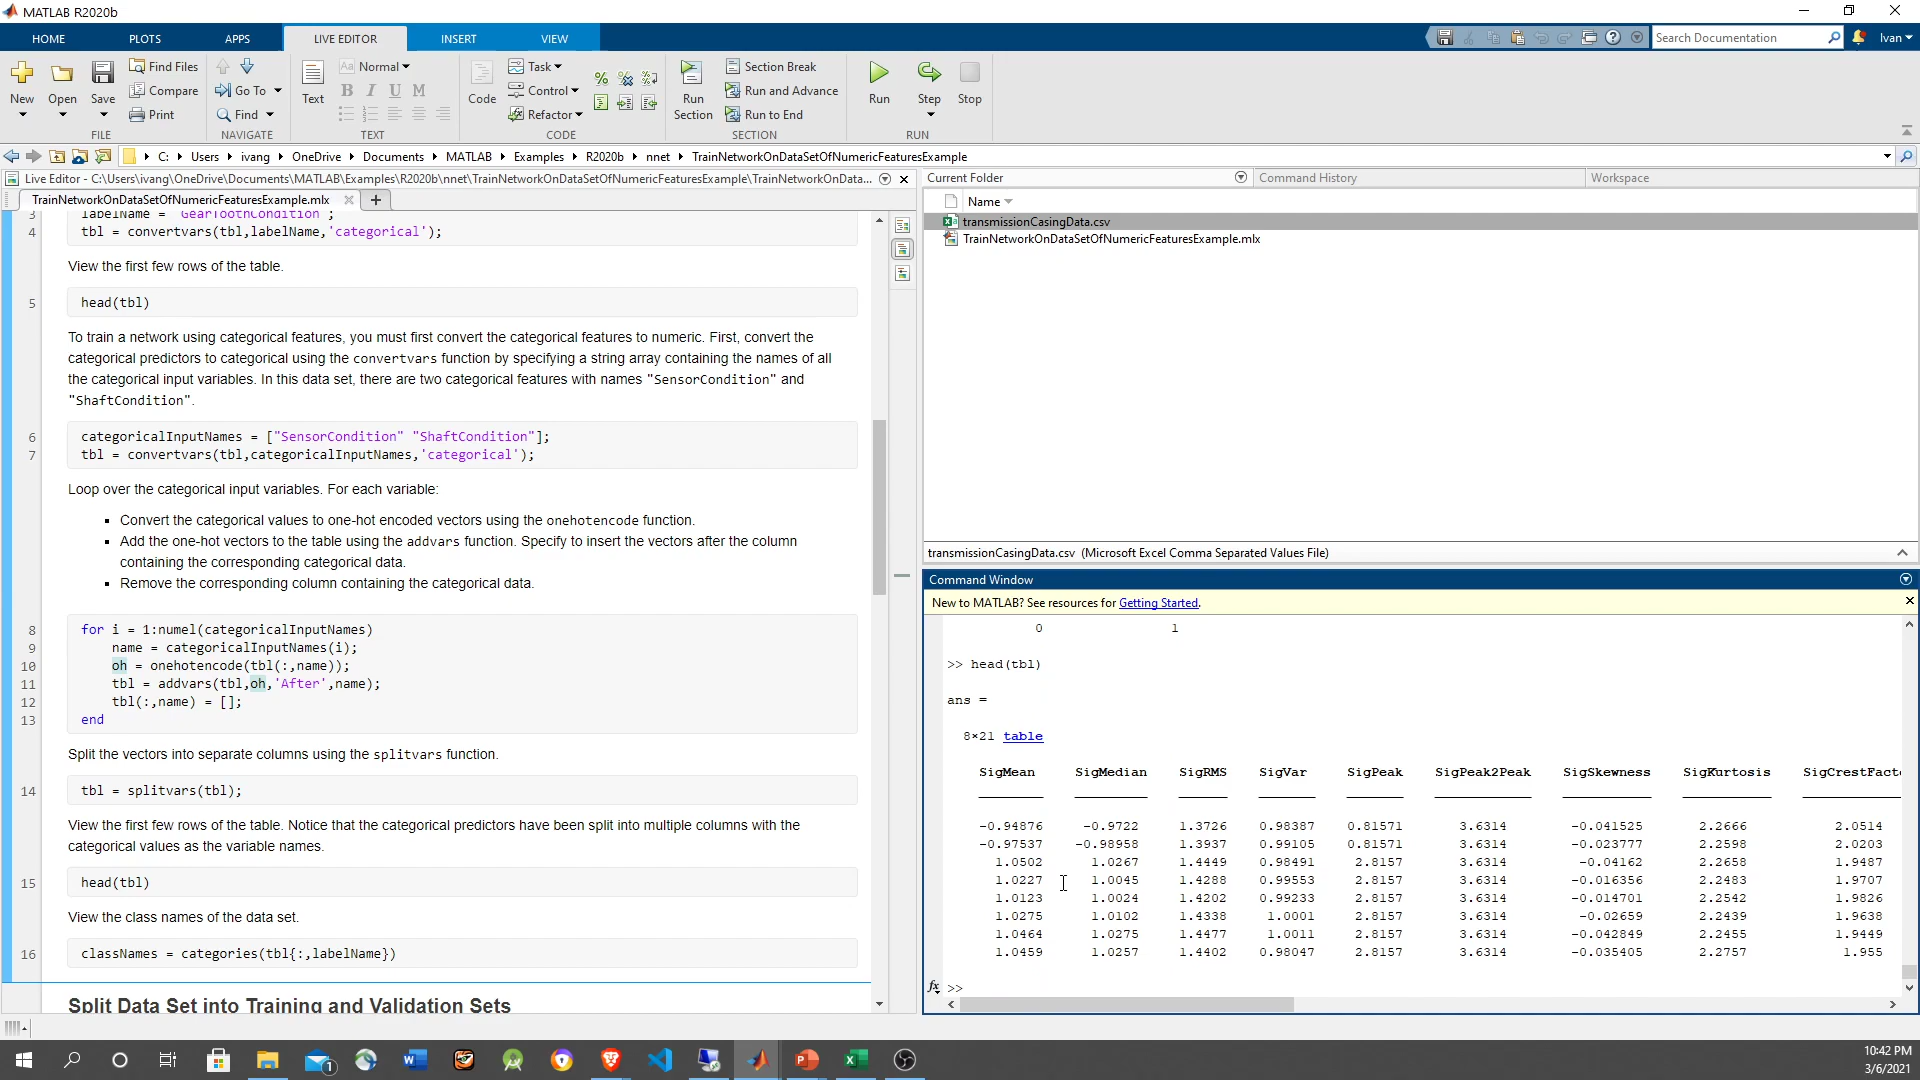 MATLAB R2020b
HOME PLOTS APPS LIVE EDITOR INSERT VIEW
Search Documentation
Ivan
New
Open
Save
Find Files
Compare
Print
FILE
Go To
Find
NAVIGATE
Text
Aa Normal
B I U M
TEXT
Code
Task
Control
Refactor
CODE
Run
Section
Section Break
Run and Advance
Run to End
SECTION
Run
Step
Stop
RUN
C: Users ivang OneDrive Documents MATLAB Examples R2020b nnet TrainNetworkOnDataSetOfNumericFeaturesExample
Live Editor - C:\Users\ivang\OneDrive\Documents\MATLAB\Examples\R2020b\nnet\TrainNetworkOnDataSetOfNumericFeaturesExample\TrainNetworkOnData...
TrainNetworkOnDataSetOfNumericFeaturesExample.mlx
3 labelName = "GearToothCondition";
4 tbl = convertvars(tbl,labelName,'categorical');
View the first few rows of the table.
5 head(tbl)
To train a network using categorical features, you must first convert the categorical features to numeric. First, convert the
categorical predictors to categorical using the convertvars function by specifying a string array containing the names of all
the categorical input variables. In this data set, there are two categorical features with names "SensorCondition" and
"ShaftCondition".
6 categoricalInputNames = ["SensorCondition" "ShaftCondition"];
7 tbl = convertvars(tbl,categoricalInputNames,'categorical');
Loop over the categorical input variables. For each variable:
▪ Convert the categorical values to one-hot encoded vectors using the onehotencode function.
▪ Add the one-hot vectors to the table using the addvars function. Specify to insert the vectors after the column
containing the corresponding categorical data.
▪ Remove the corresponding column containing the categorical data.
8 for i = 1:numel(categoricalInputNames)
9 name = categoricalInputNames(i);
10 oh = onehotencode(tbl(:,name));
11 tbl = addvars(tbl,oh,'After',name);
12 tbl(:,name) = [];
13 end
Split the vectors into separate columns using the splitvars function.
14 tbl = splitvars(tbl);
View the first few rows of the table. Notice that the categorical predictors have been split into multiple columns with the
categorical values as the variable names.
15 head(tbl)
View the class names of the data set.
16 classNames = categories(tbl{:,labelName})
Split Data Set into Training and Validation Sets
Current Folder
Command History
Workspace
Name
transmissionCasingData.csv
TrainNetworkOnDataSetOfNumericFeaturesExample.mlx
transmissionCasingData.csv (Microsoft Excel Comma Separated Values File)
Command Window
New to MATLAB? See resources for Getting Started.
0 1
>> head(tbl)
ans =
8×21 table
SigMean SigMedian SigRMS SigVar SigPeak SigPeak2Peak SigSkewness SigKurtosis SigCrestFacto
-0.94876 -0.9722 1.3726 0.98387 0.81571 3.6314 -0.041525 2.2666 2.0514
-0.97537 -0.98958 1.3937 0.99105 0.81571 3.6314 -0.023777 2.2598 2.0203
1.0502 1.0267 1.4449 0.98491 2.8157 3.6314 -0.04162 2.2658 1.9487
1.0227 1.0045 1.4288 0.99553 2.8157 3.6314 -0.016356 2.2483 1.9707
1.0123 1.0024 1.4202 0.99233 2.8157 3.6314 -0.014701 2.2542 1.9826
1.0275 1.0102 1.4338 1.0001 2.8157 3.6314 -0.02659 2.2439 1.9638
1.0464 1.0275 1.4477 1.0011 2.8157 3.6314 -0.042849 2.2455 1.9449
1.0459 1.0257 1.4402 0.98047 2.8157 3.6314 -0.035405 2.2757 1.955
fx >>
10:42 PM
3/6/2021